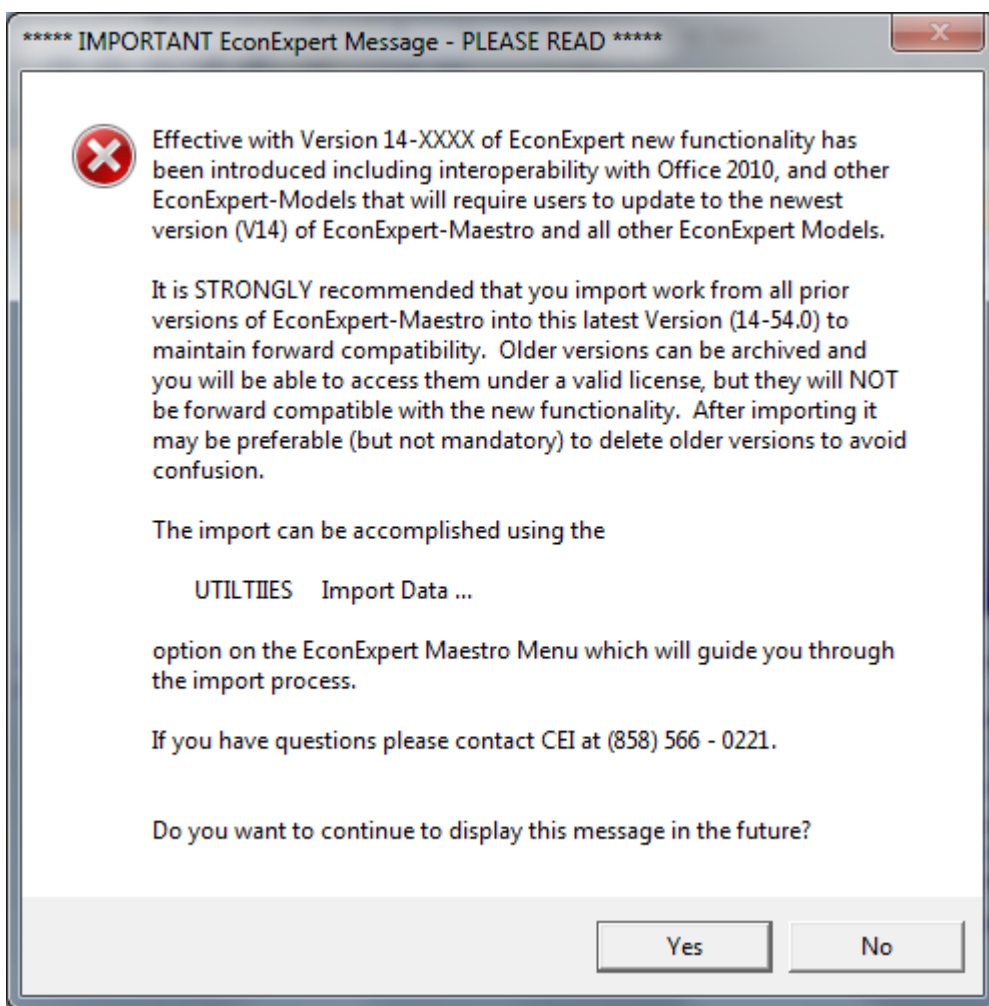 ***** IMPORTANT EconExpert Message - PLEASE READ *****
Effective with Version 14-XXXX of EconExpert new functionality has
been introduced including interoperability with Office 2010, and other
EconExpert-Models that will require users to update to the newest
version (V14) of EconExpert-Maestro and all other EconExpert Models.
It is STRONGLY recommended that you import work from all prior
versions of EconExpert-Maestro into this latest Version (14-54.0) to
maintain forward compatibility.  Older versions can be archived and
you will be able to access them under a valid license, but they will NOT
be forward compatible with the new functionality.  After importing it
may be preferable (but not mandatory) to delete older versions to avoid
confusion.
The import can be accomplished using the
UTILTIIES    Import Data ...
option on the EconExpert Maestro Menu which will guide you through
the import process.
If you have questions please contact CEI at (858) 566 - 0221.
Do you want to continue to display this message in the future?
Yes    No